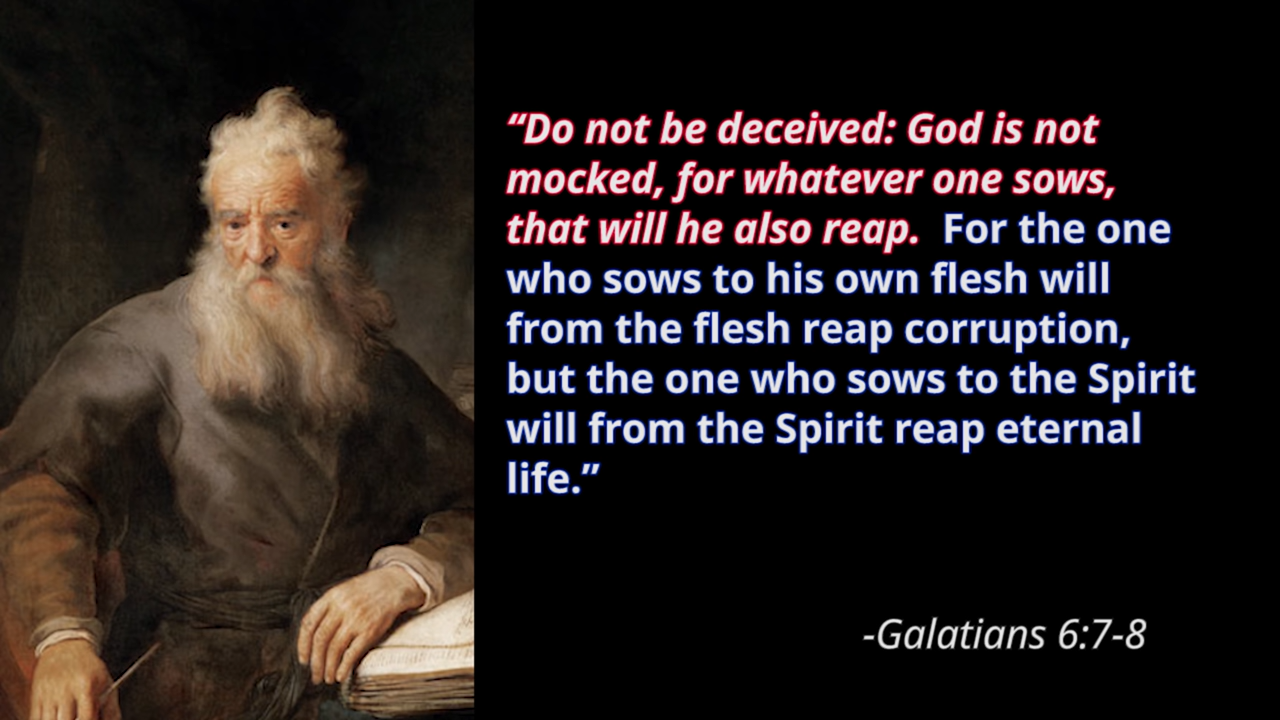 “Do not be deceived: God is not
mocked, for whatever one sows,
that will he also reap.  For the one
who sows to his own flesh will
from the flesh reap corruption,
but the one who sows to the Spirit
will from the Spirit reap eternal
life.”
-Galatians 6:7-8